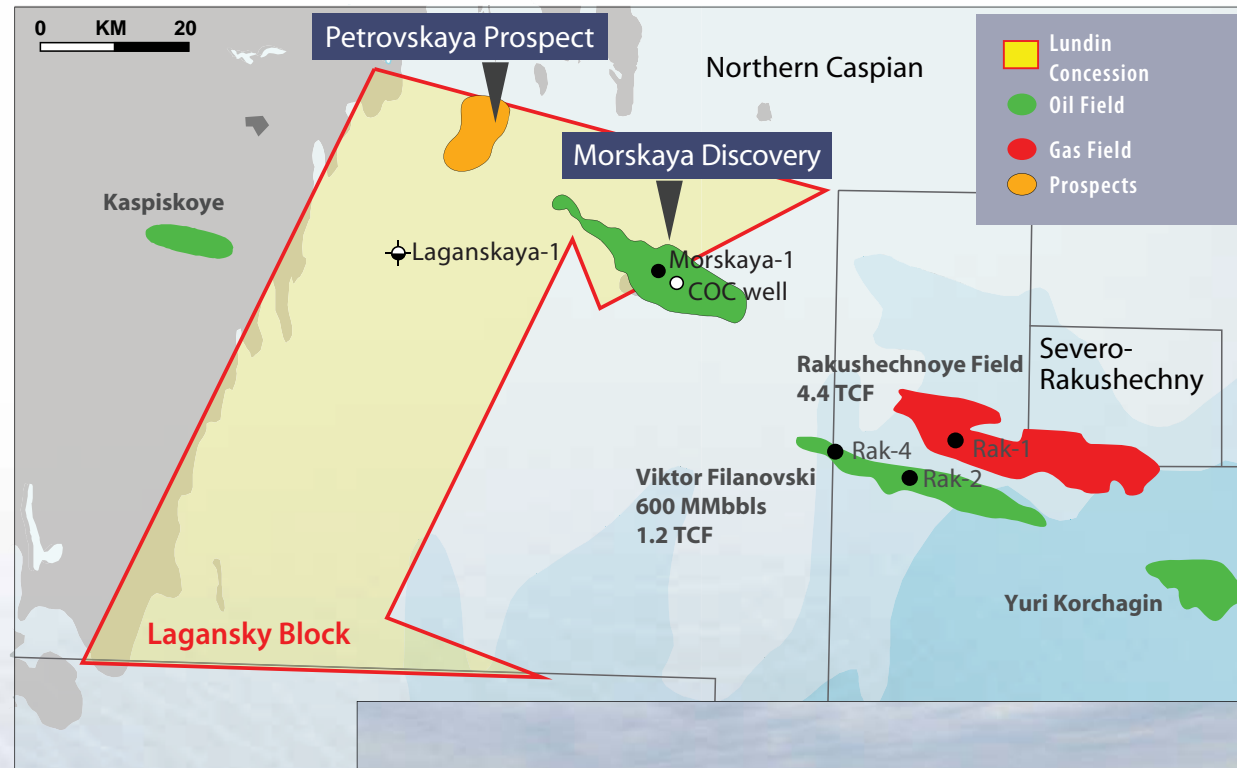 0 KM 20
Petrovskaya Prospect
Northern Caspian
Lundin
Concession
Oil Field
Gas Field
Prospects
Morskaya Discovery
Kaspiskoye
Laganskaya-1
Morskaya-1
COC well
Severo-
Rakushechny
Rakushechnoye Field
4.4 TCF
Rak-4
Rak-1
Rak-2
Viktor Filanovski
600 MMbbls
1.2 TCF
Yuri Korchagin
Lagansky Block